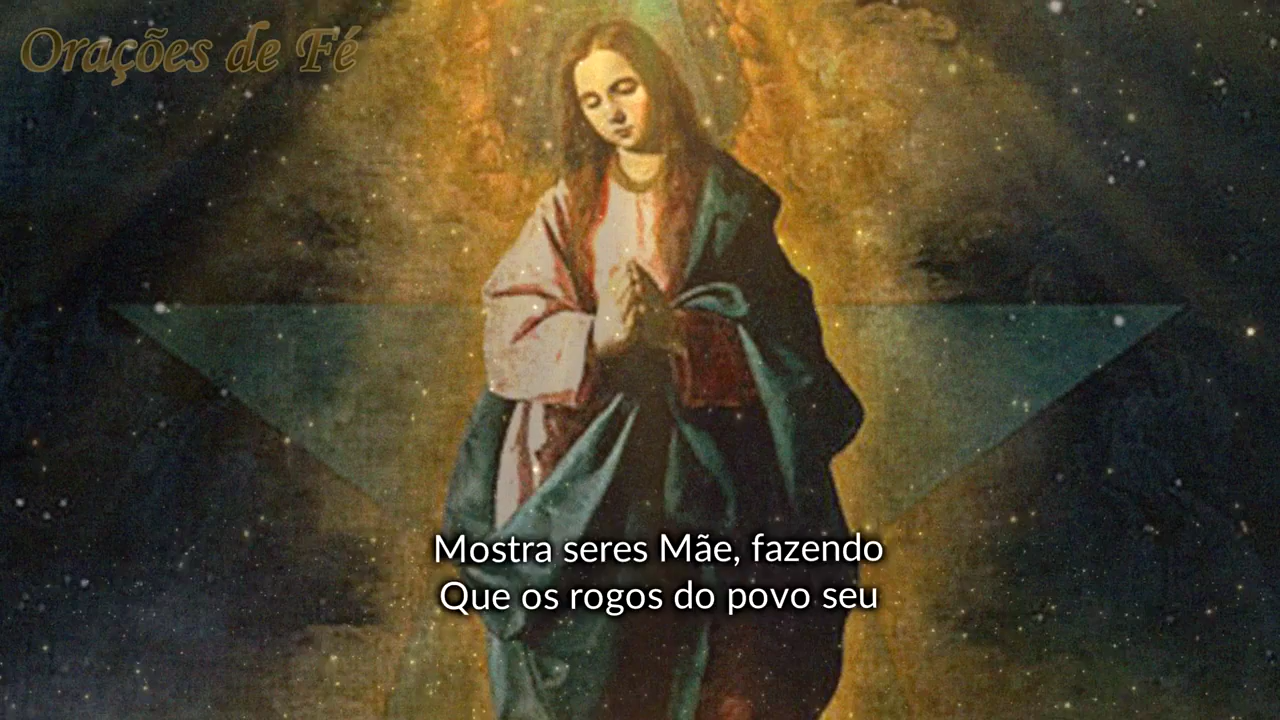 Orações de Fé
Mostra seres Mãe, fazendo
Que os rogos do povo seu